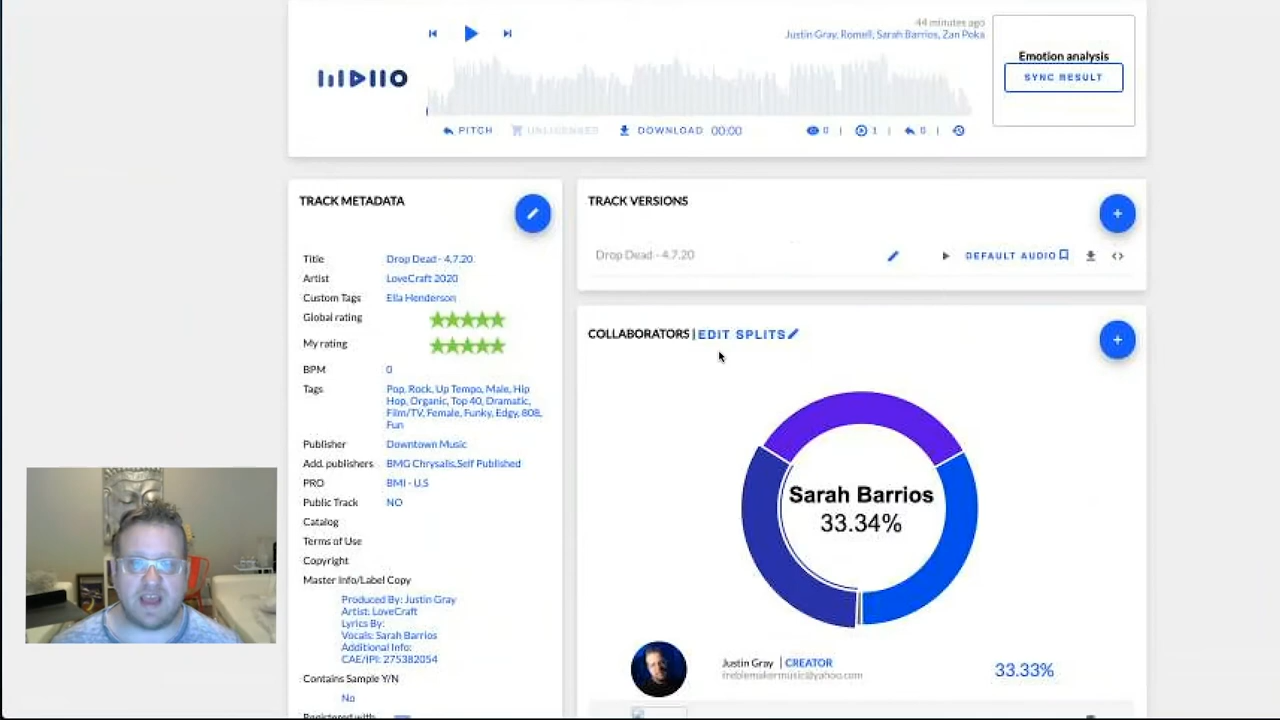 44 minutes ago
Justin Gray, Romell, Sarah Barrios, Zan Poka
Emotion analysis
SYNC RESULT
PITCH
UNLICENSED
DOWNLOAD 00:00
0 | 1 | 0 |
TRACK METADATA
Title Drop Dead - 4.7.20
Artist LoveCraft 2020
Custom Tags Ella Henderson
Global rating
My rating
BPM 0
Tags Pop, Rock, Up Tempo, Male, Hip
Hop, Organic, Top 40, Dramatic,
Film/TV, Female, Funky, Edgy, 808,
Fun
Publisher Downtown Music
Add. publishers BMG Chrysalis,Self Published
PRO BMI - U.S
Public Track NO
Catalog
Terms of Use
Copyright
Master Info/Label Copy
Produced By: Justin Gray
Artist: LoveCraft
Lyrics By:
Vocals: Sarah Barrios
Additional Info:
CAE/IPI: 275382054
Contains Sample Y/N
No
Registered with
TRACK VERSIONS
Drop Dead - 4.7.20
DEFAULT AUDIO
COLLABORATORS | EDIT SPLITS
Sarah Barrios
33.34%
Justin Gray | CREATOR
treblemakermusic@yahoo.com
33.33%